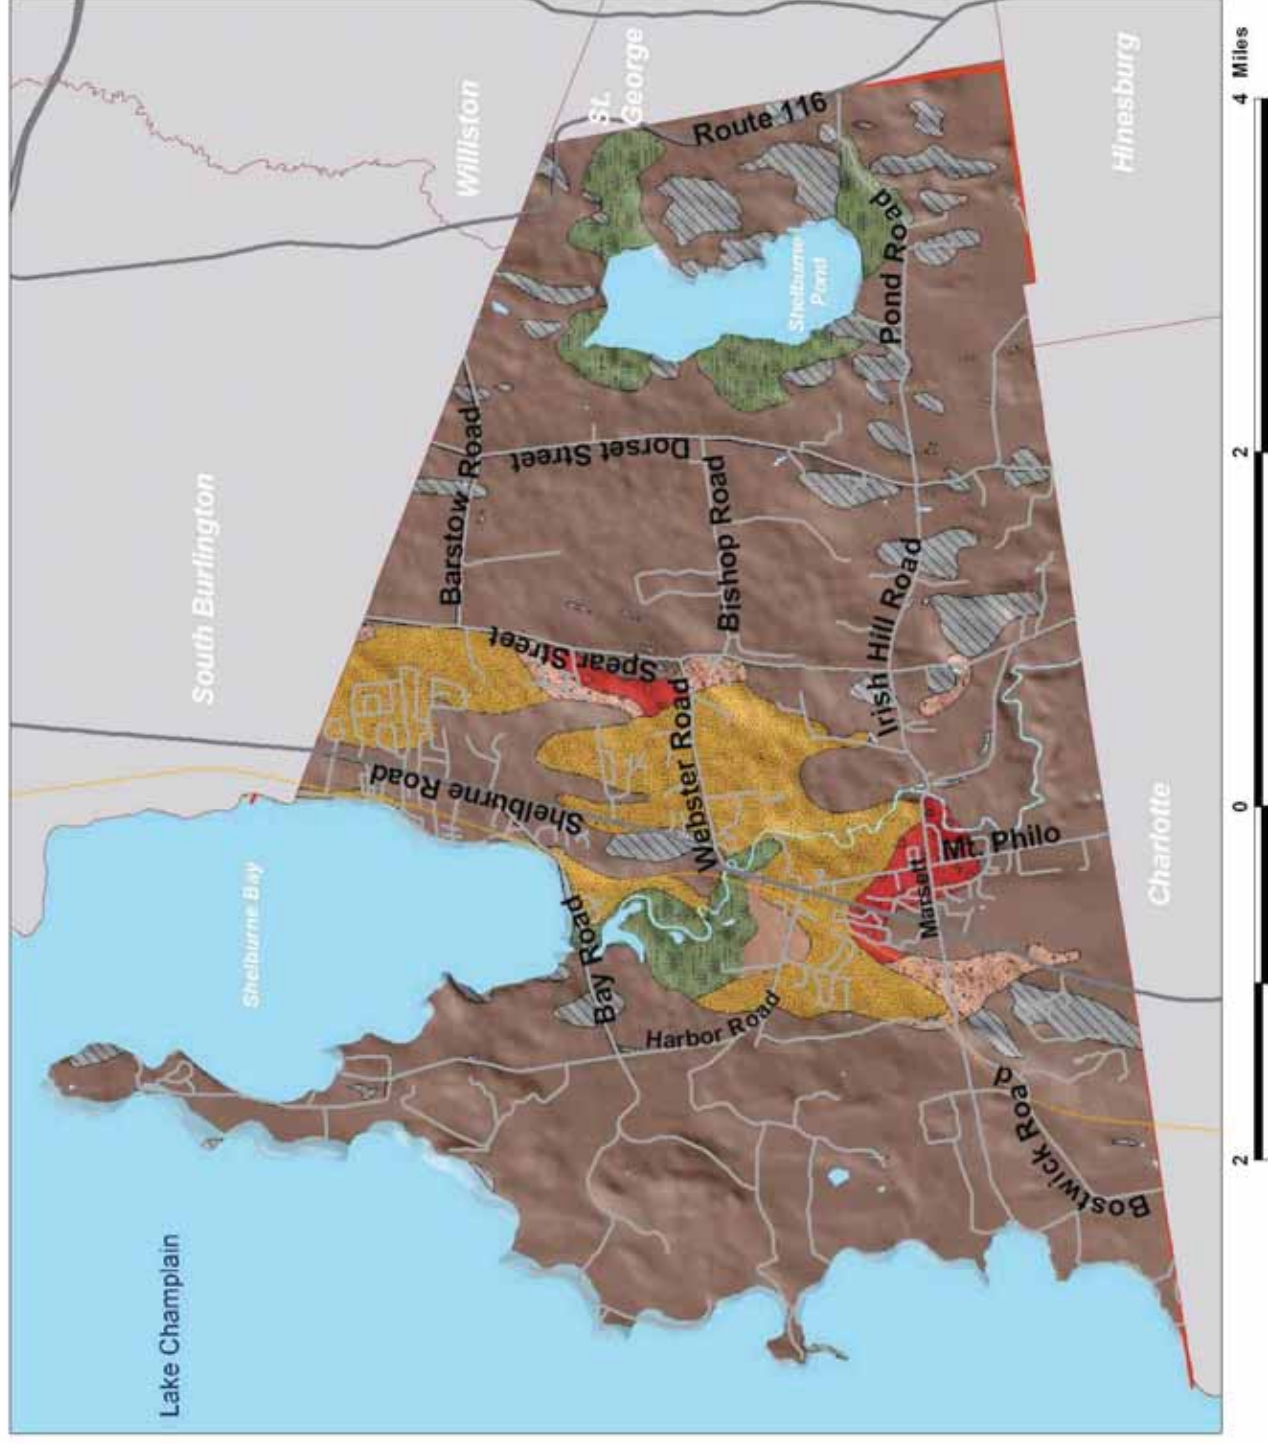 Lake Champlain
Shelburne Bay
South Burlington
Williston
St.
George
Hinesburg
Charlotte
Shelburne
Pond
Route 116
Pond Road
Barstow Road
Dorset Street
Bishop Road
Spear Street
Irish Hill Road
Shelburne Road
Webster Road
Bay Road
Harbor Road
Marsett
Mt. Philo
Bostwick Road
2 0 2 4 Miles